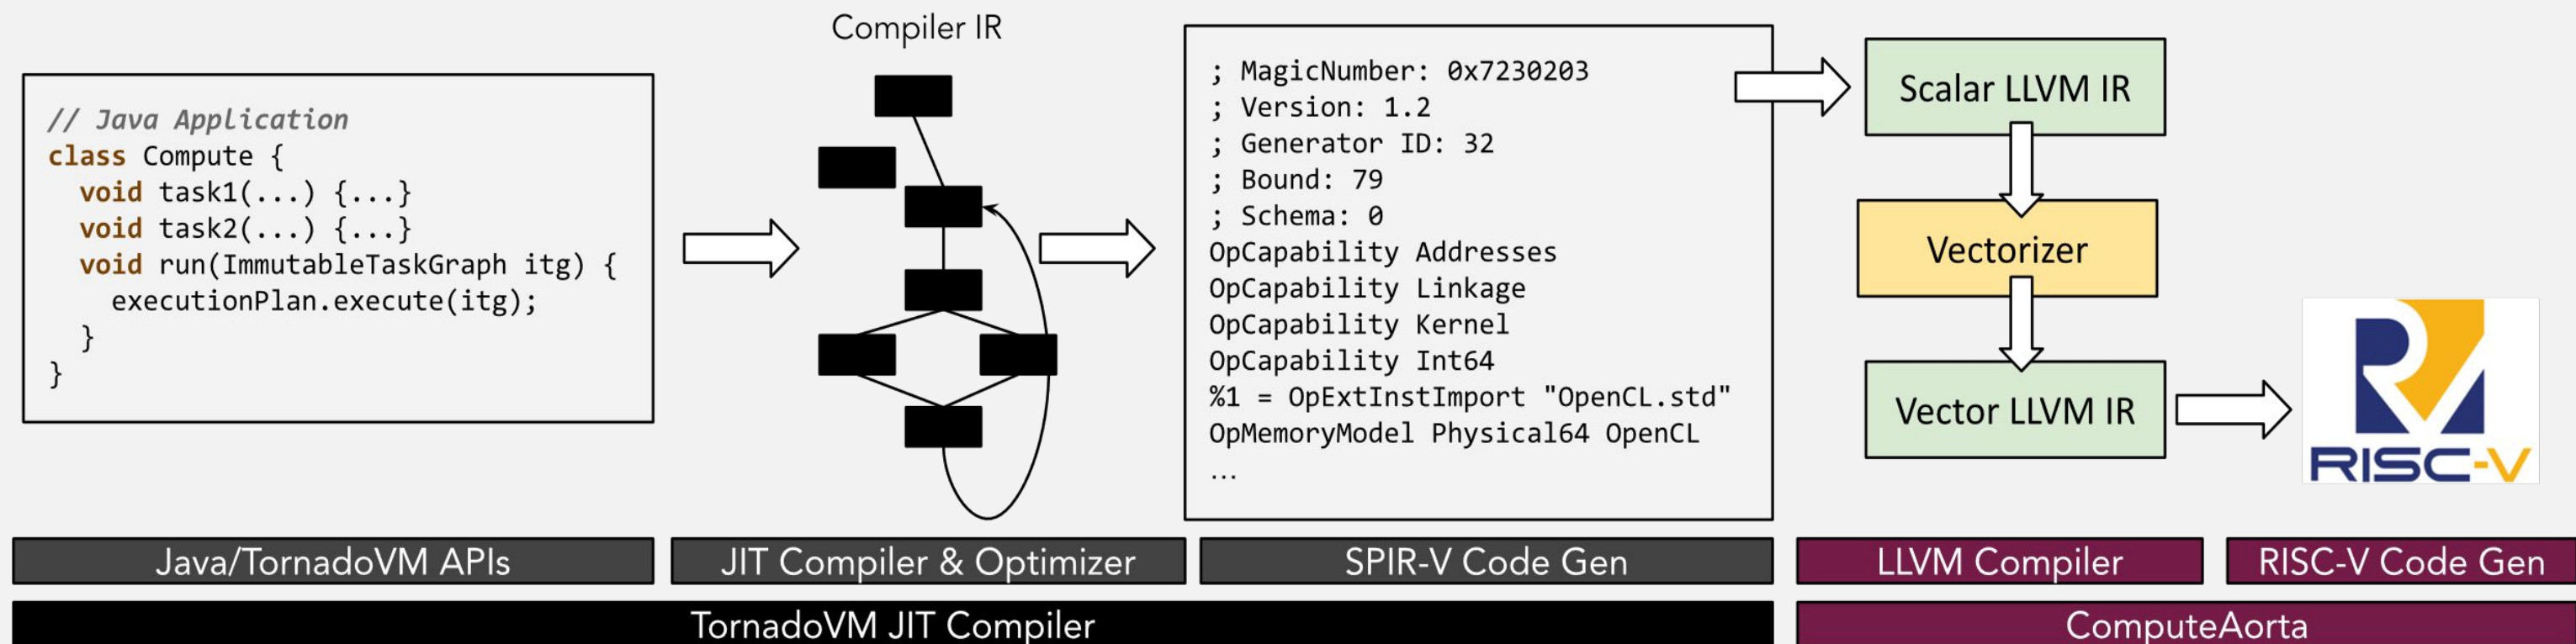 Compiler IR
// Java Application
class Compute {
  void task1(...) {...}
  void task2(...) {...}
  void run(ImmutableTaskGraph itg) {
    executionPlan.execute(itg);
  }
}
; MagicNumber: 0x7230203
; Version: 1.2
; Generator ID: 32
; Bound: 79
; Schema: 0
OpCapability Addresses
OpCapability Linkage
OpCapability Kernel
OpCapability Int64
%1 = OpExtInstImport "OpenCL.std"
OpMemoryModel Physical64 OpenCL
...
Scalar LLVM IR
Vectorizer
Vector LLVM IR
RISC-V
Java/TornadoVM APIs
JIT Compiler & Optimizer
SPIR-V Code Gen
LLVM Compiler
RISC-V Code Gen
TornadoVM JIT Compiler
ComputeAorta